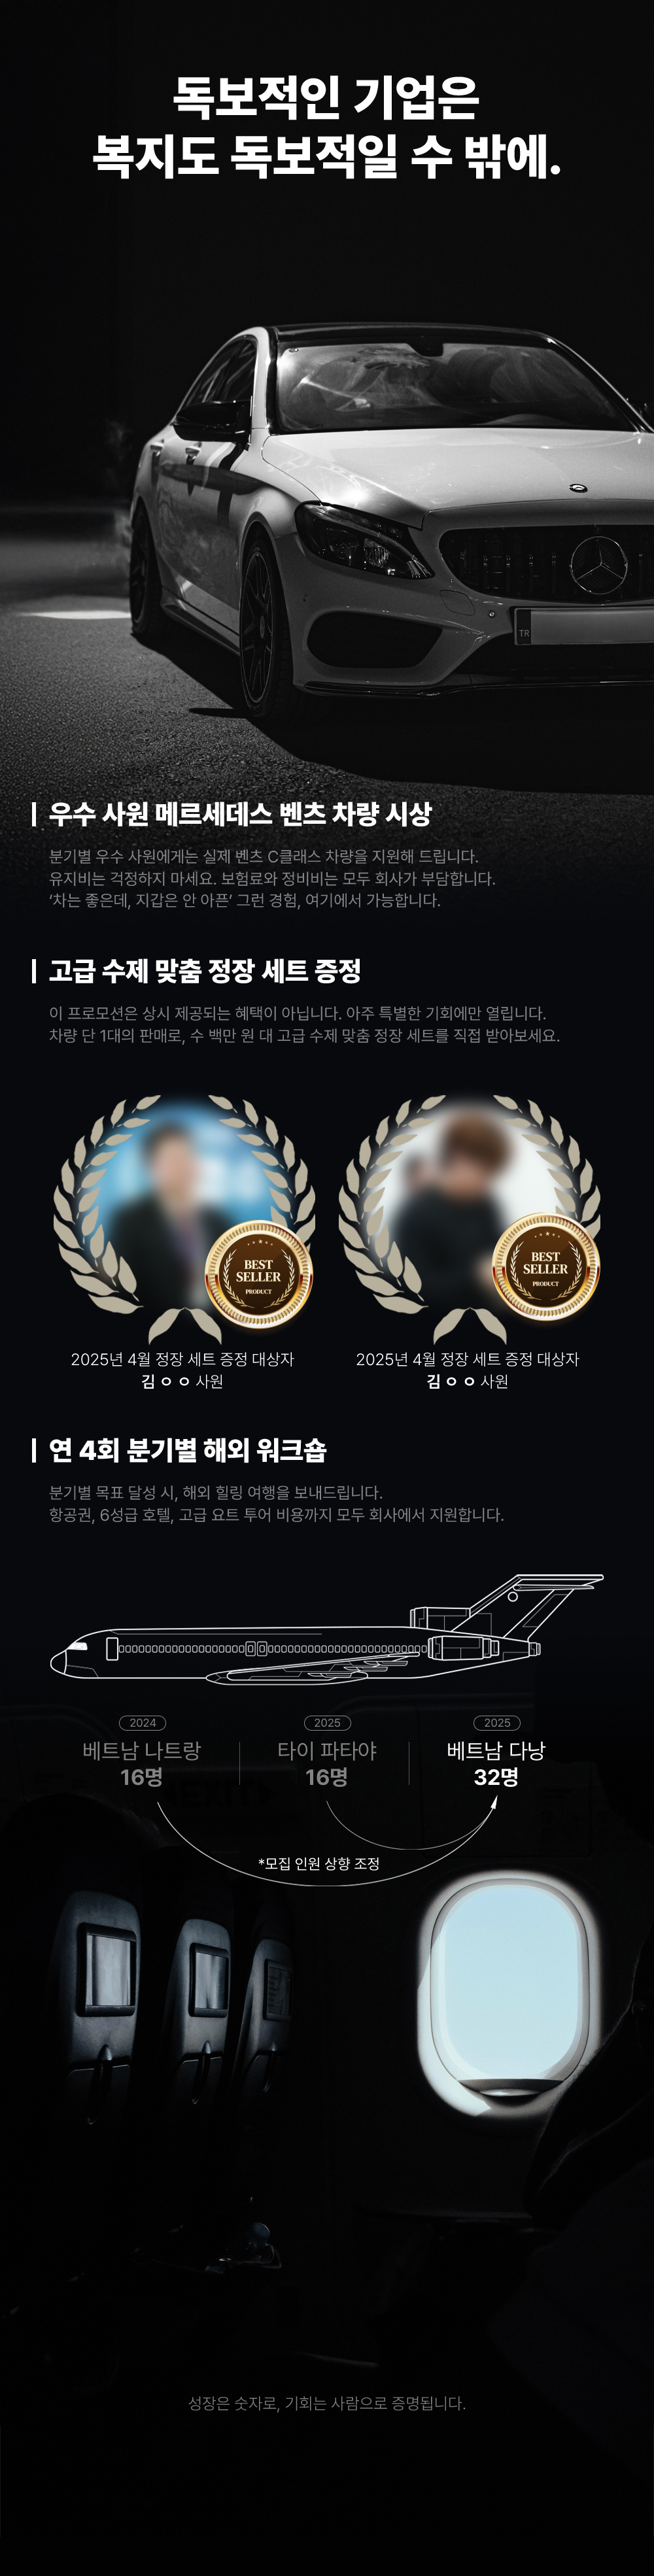 독보적인 기업은
복지도 독보적일 수 밖에.
TR
우수 사원 메르세데스 벤츠 차량 시상
분기별 우수 사원에게는 실제 벤츠 C클래스 차량을 지원해 드립니다.
유지비는 걱정하지 마세요. 보험료와 정비비는 모두 회사가 부담합니다.
‘차는 좋은데, 지갑은 안 아픈’ 그런 경험, 여기에서 가능합니다.
고급 수제 맞춤 정장 세트 증정
이 프로모션은 상시 제공되는 혜택이 아닙니다. 아주 특별한 기회에만 열립니다.
차량 단 1대의 판매로, 수 백만 원 대 고급 수제 맞춤 정장 세트를 직접 받아보세요.
BEST
SELLER
PRODUCT
BEST
SELLER
PRODUCT
2025년 4월 정장 세트 증정 대상자
김 ㅇ ㅇ 사원
2025년 4월 정장 세트 증정 대상자
김 ㅇ ㅇ 사원
연 4회 분기별 해외 워크숍
분기별 목표 달성 시, 해외 힐링 여행을 보내드립니다.
항공권, 6성급 호텔, 고급 요트 투어 비용까지 모두 회사에서 지원합니다.
2024
베트남 나트랑
16명
2025
타이 파타야
16명
2025
베트남 다낭
32명
EXIT
*모집 인원 상향 조정
성장은 숫자로, 기회는 사람으로 증명됩니다.